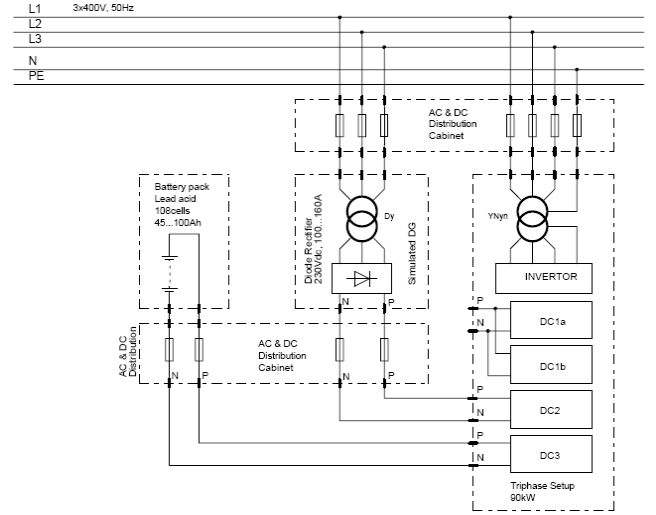 L1
3x400V, 50Hz
L2
L3
N
PE
AC & DC
Distribution
Cabinet
Battery pack
Lead acid
108cells
45...100Ah
Diode Rectifier
230Vdc, 100...160A
Dy
Simulated DG
YNyn
INVERTOR
N
P
P
N
DC1a
DC1b
AC & DC
Distribution
AC & DC
Distribution
Cabinet
N
P
N
P
P
N
DC2
P
N
DC3
Triphase Setup
90kW